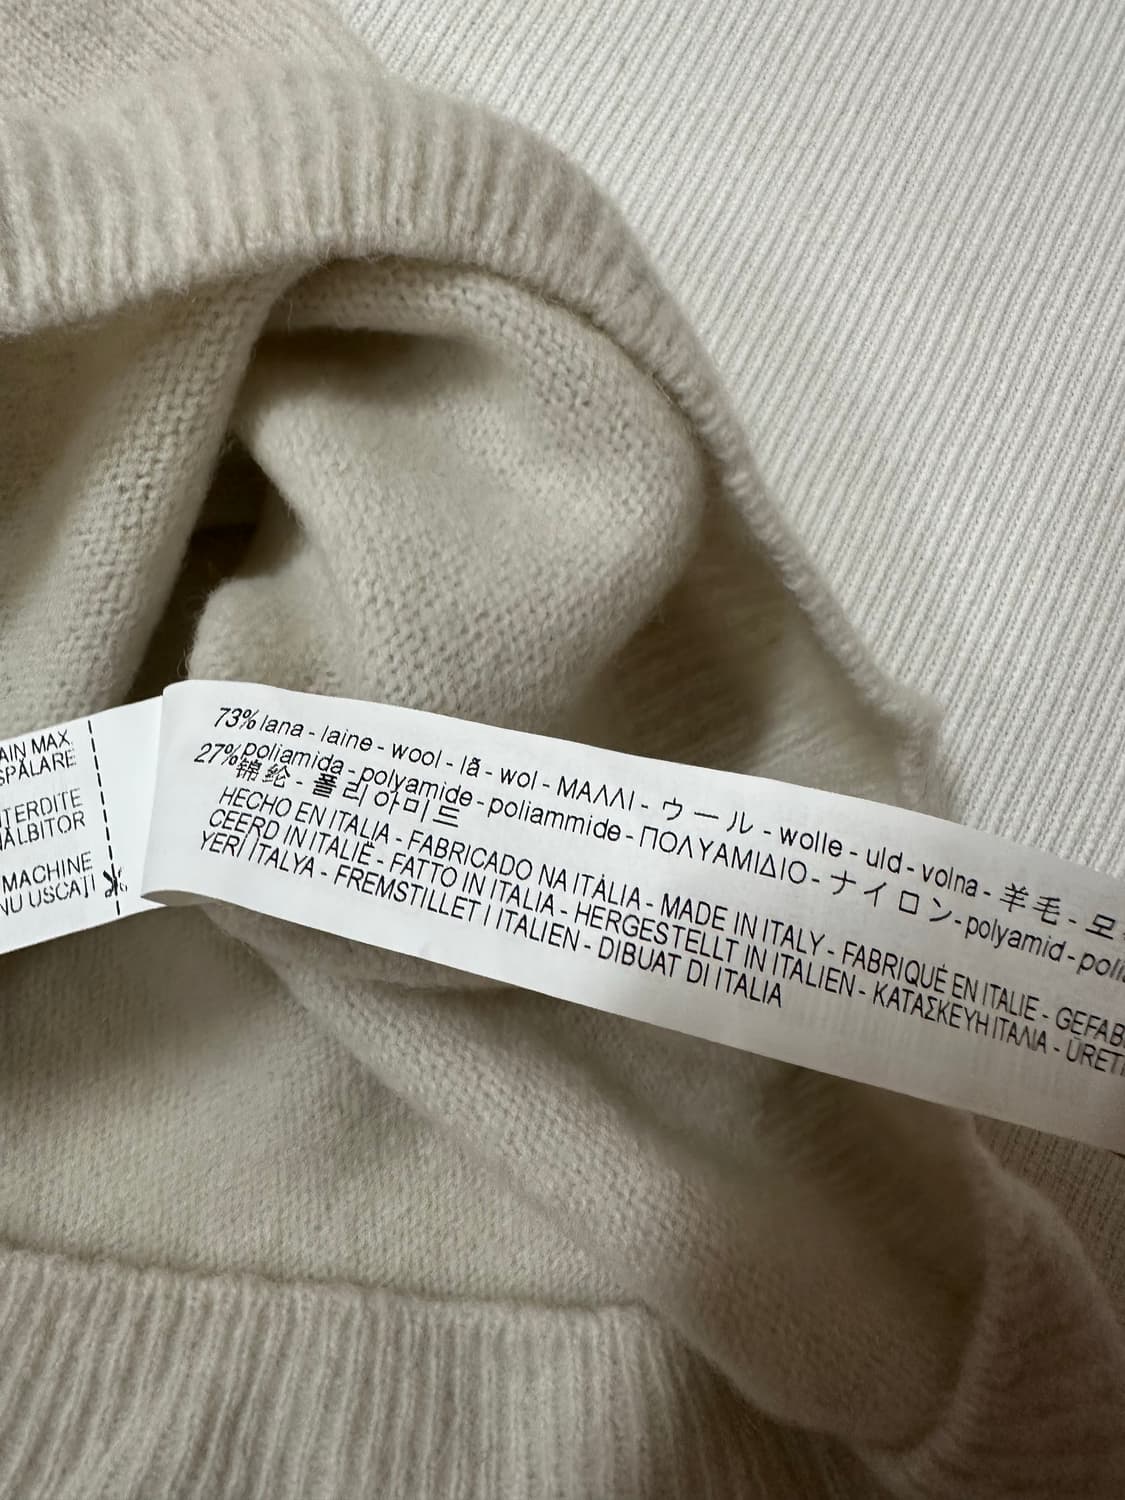 AIN MAX.
SPĂLARE
TERDITE
ĂLBITOR
MACHINE
NU USCAȚI
73% lana - laine - wool - lã - wol - ΜΑΛΛΙ - ウール - wolle - uld - volna - 羊毛 - 모
27% poliamida - polyamide - poliammide - ΠΟΛΥΑΜΙΔΙΟ - ナイロン - polyamid - poli
锦纶 - 폴리아미드
HECHO EN ITALIA - FABRICADO NA ITÁLIA - MADE IN ITALY - FABRIQUÉ EN ITALIE - GEFAB
CEERD IN ITALIË - FATTO IN ITALIA - HERGESTELLT IN ITALIEN - ΚΑΤΑΣΚΕΥΗ ΙΤΑΛΙΑ - ÜRETİ
YERİ İTALYA - FREMSTILLET I ITALIEN - DIBUAT DI ITALIA